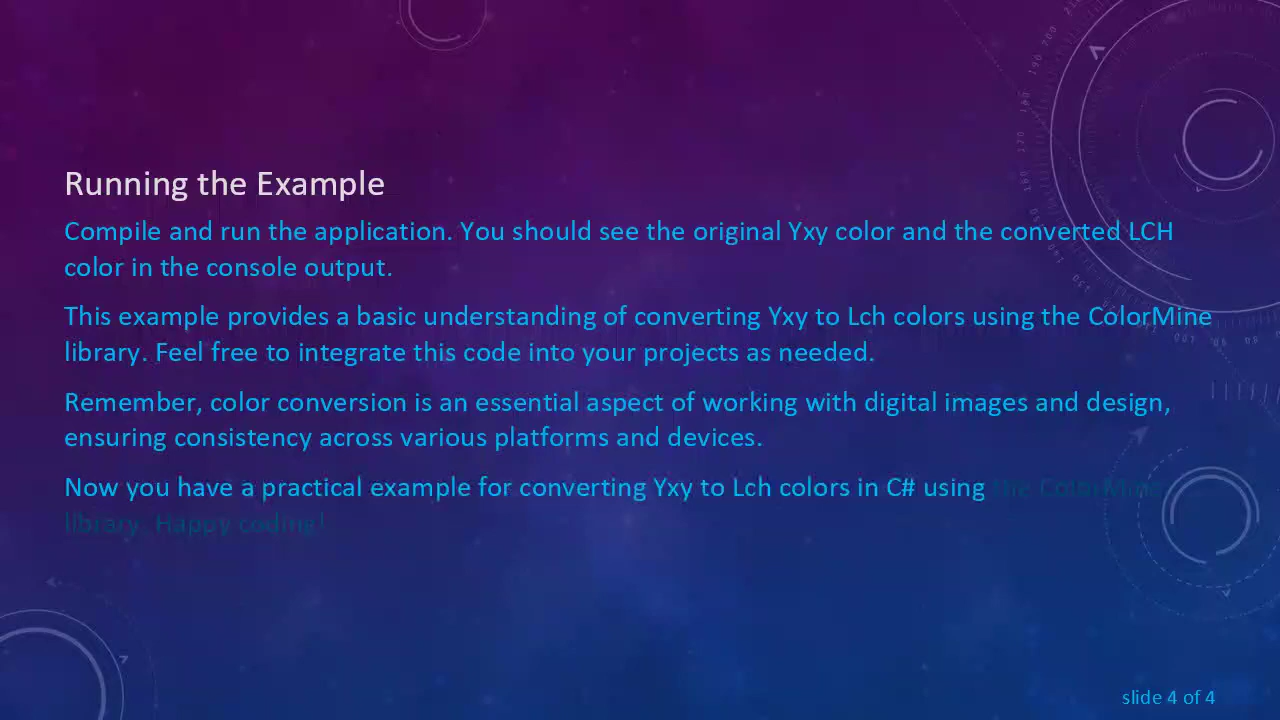 Running the Example
Compile and run the application. You should see the original Yxy color and the converted LCH
color in the console output.
This example provides a basic understanding of converting Yxy to Lch colors using the ColorMine
library. Feel free to integrate this code into your projects as needed.
Remember, color conversion is an essential aspect of working with digital images and design,
ensuring consistency across various platforms and devices.
Now you have a practical example for converting Yxy to Lch colors in C# using the ColorMine
library. Happy coding!
slide 4 of 4